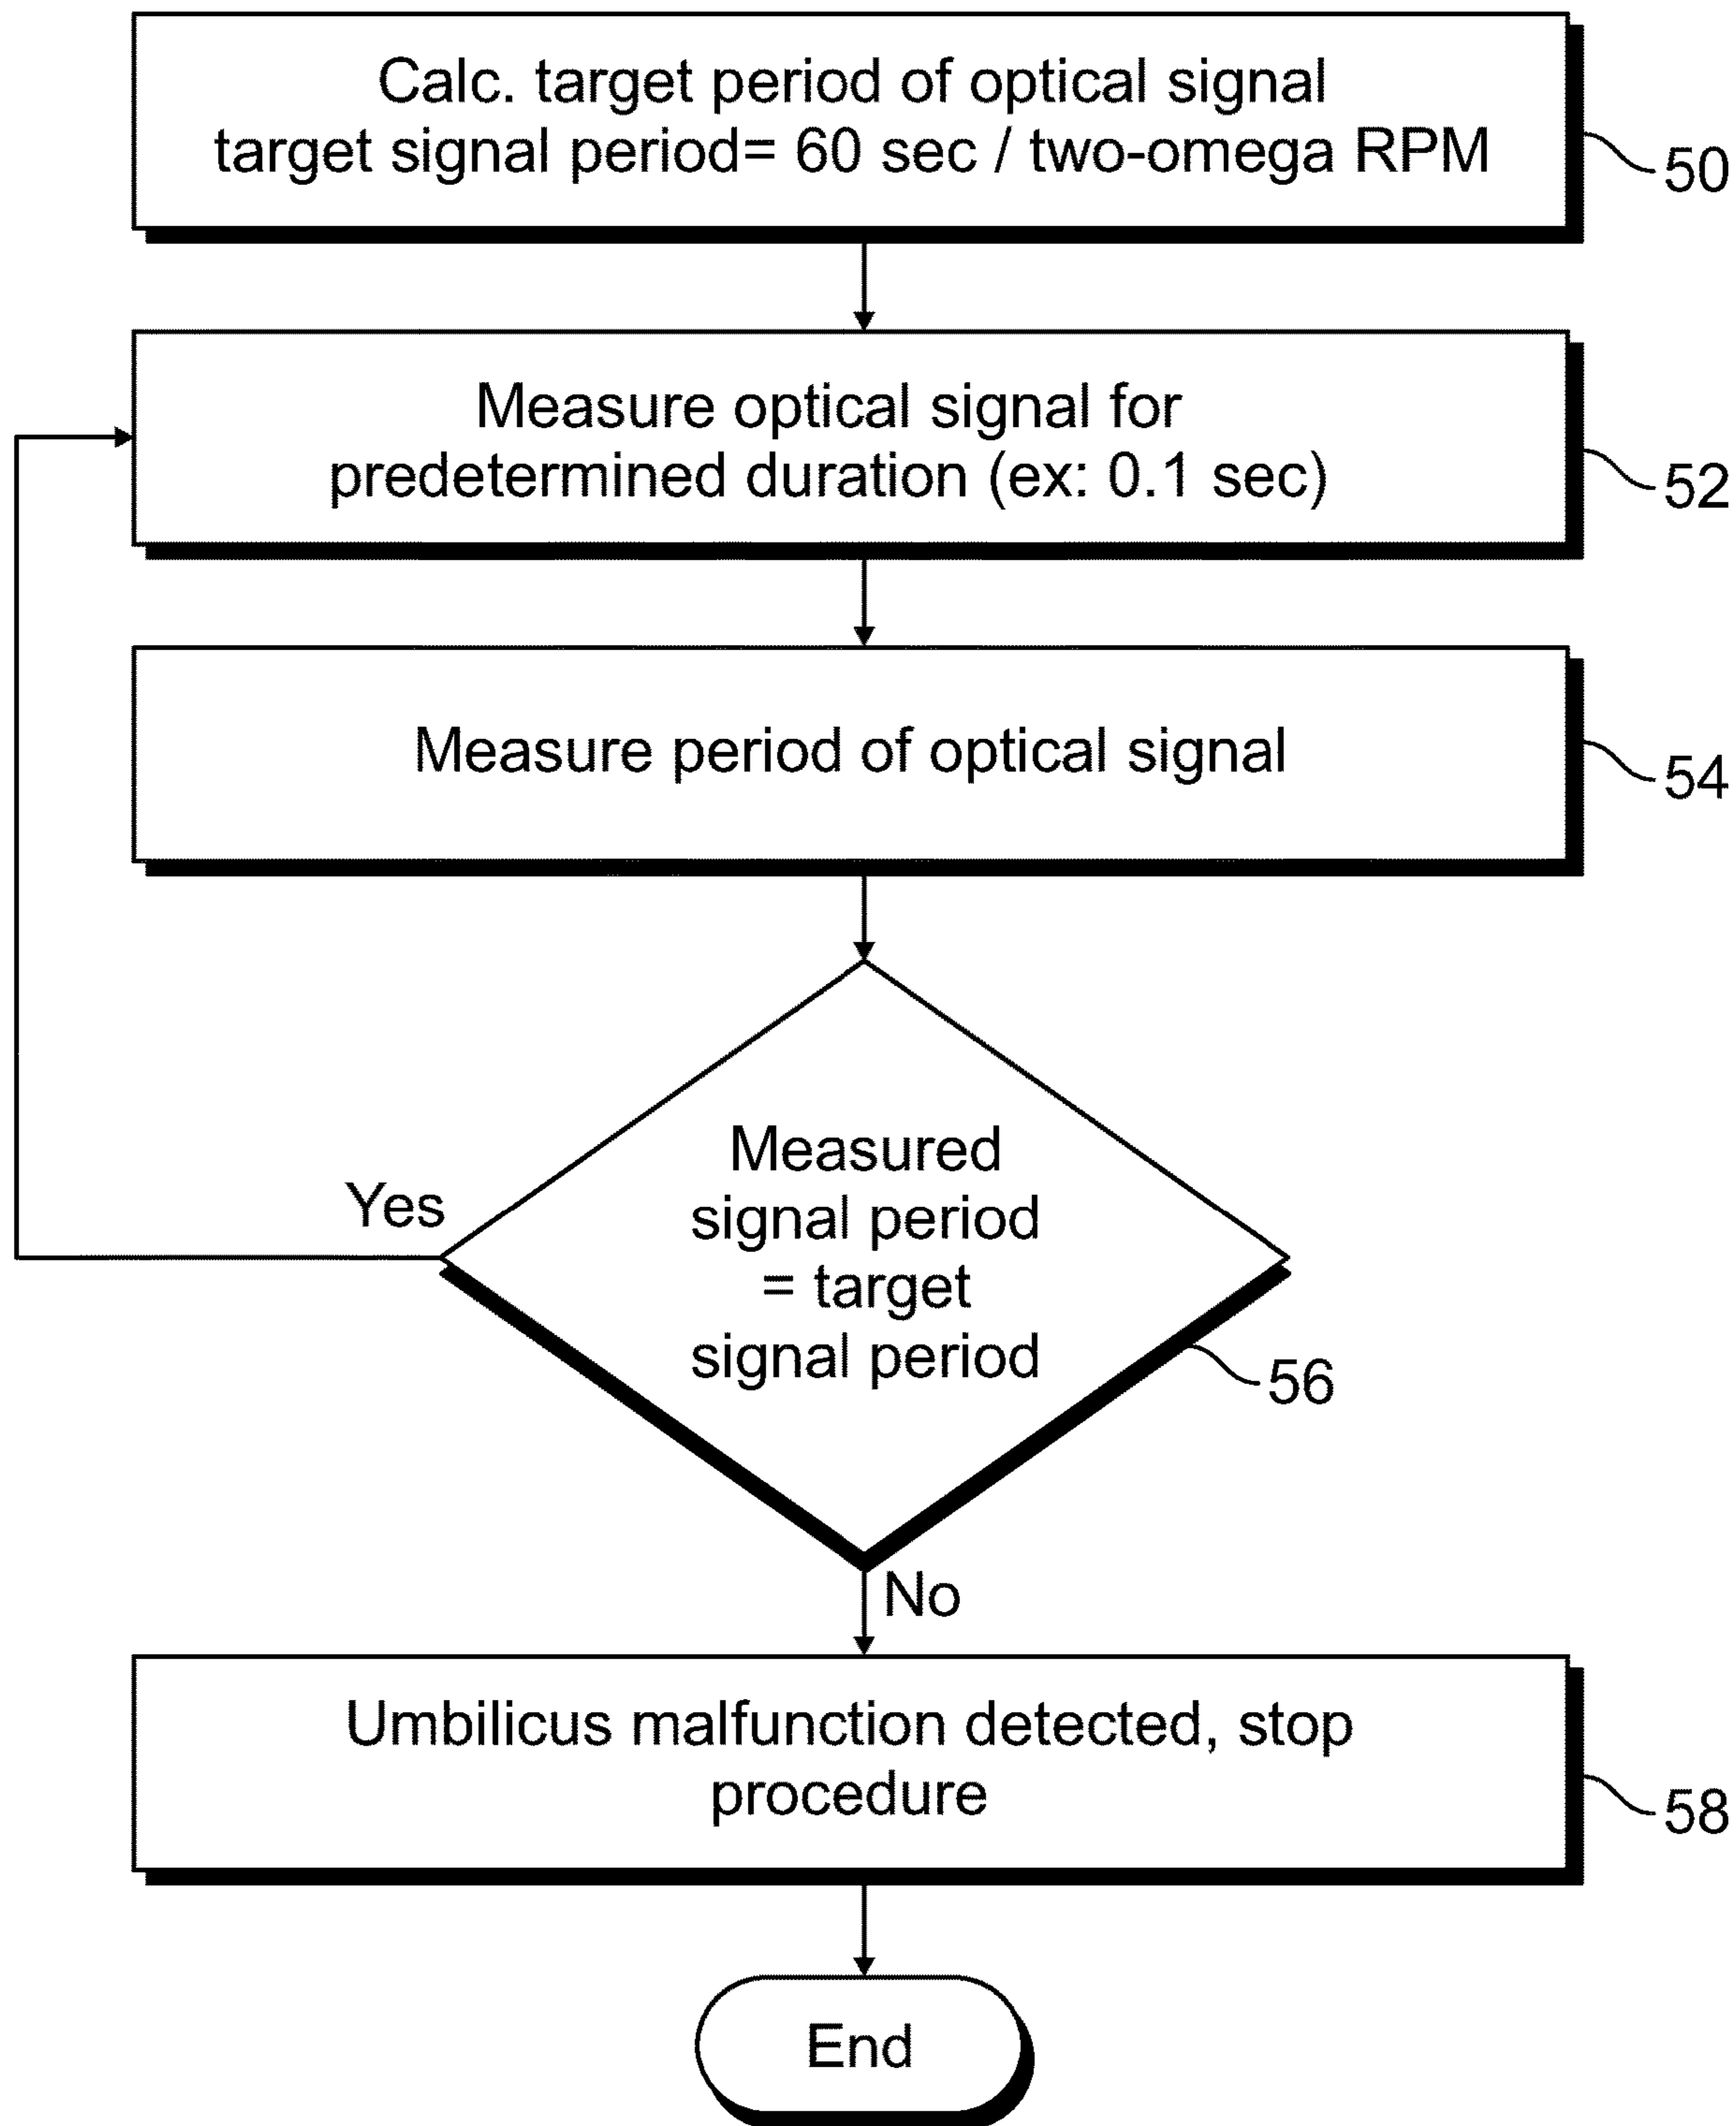 Calc. target period of optical signal
target signal period= 60 sec / two-omega RPM
50
Measure optical signal for
predetermined duration (ex: 0.1 sec)
52
Measure period of optical signal
54
Measured
signal period
= target
signal period
Yes
56
No
Umbilicus malfunction detected, stop
procedure
58
End